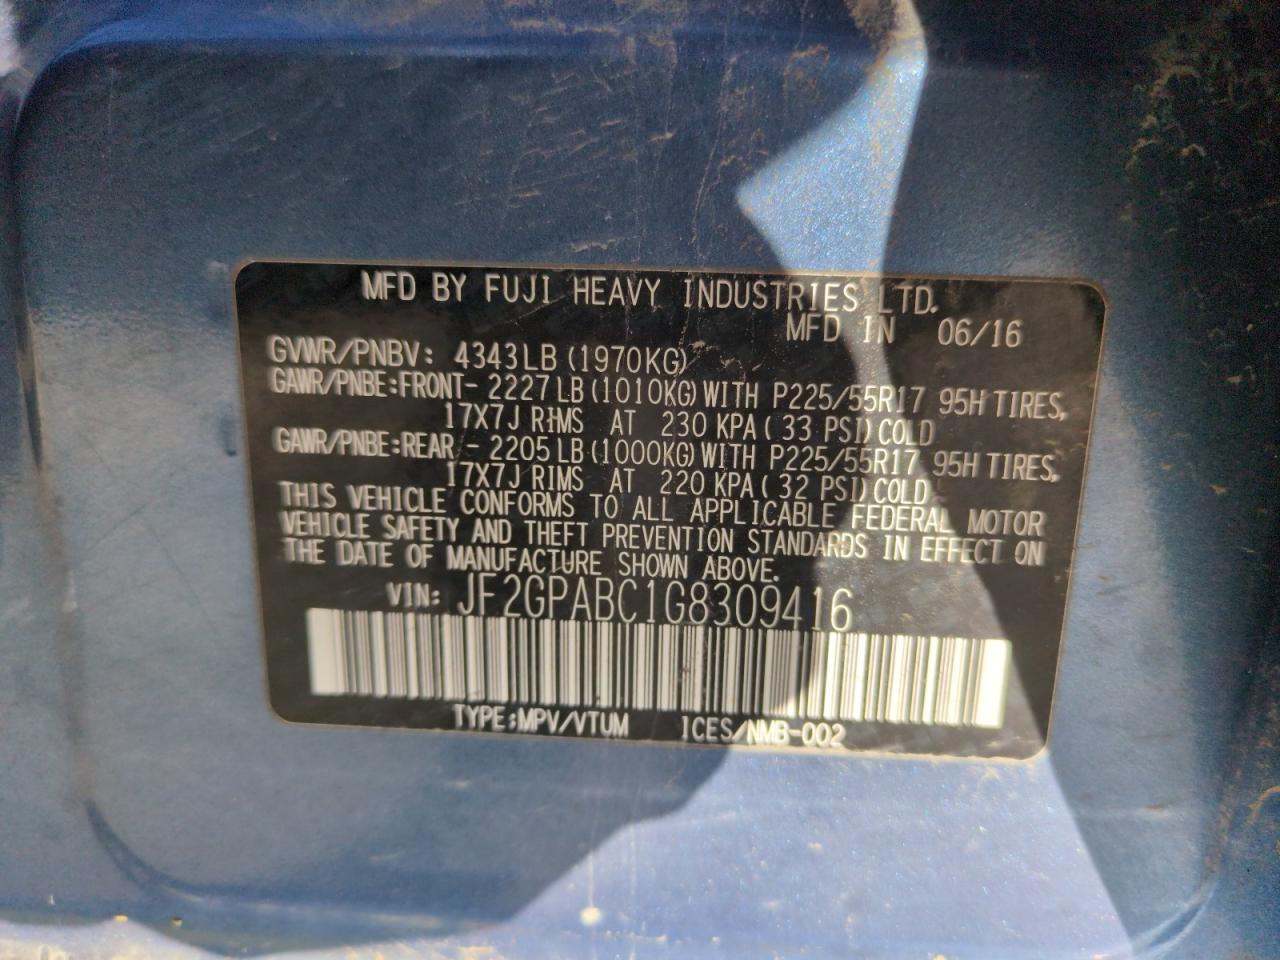 MFD BY FUJI HEAVY INDUSTRIES LTD.
MFD IN 06/16
GVWR/PNBV: 4343LB (1970KG)
GAWR/PNBE:FRONT- 2227LB(1010KG)WITH P225/55R17 95H TIRES,
17X7J RIMS AT 230 KPA( 33 PSI)COLD
GAWR/PNBE:REAR - 2205LB(1000KG)WITH P225/55R17 95H TIRES,
17X7J RIMS AT 220 KPA( 32 PSI)COLD
THIS VEHICLE CONFORMS TO ALL APPLICABLE FEDERAL MOTOR
VEHICLE SAFETY AND THEFT PREVENTION STANDARDS IN EFFECT ON
THE DATE OF MANUFACTURE SHOWN ABOVE.
VIN: JF2GPABC1G8309416
TYPE:MPV/VTUM ICES/NMB-002